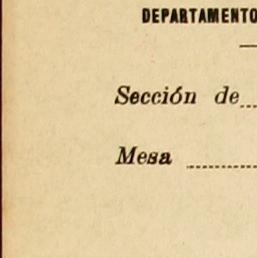 DEPARTAMENTO
Sección de
Mesa